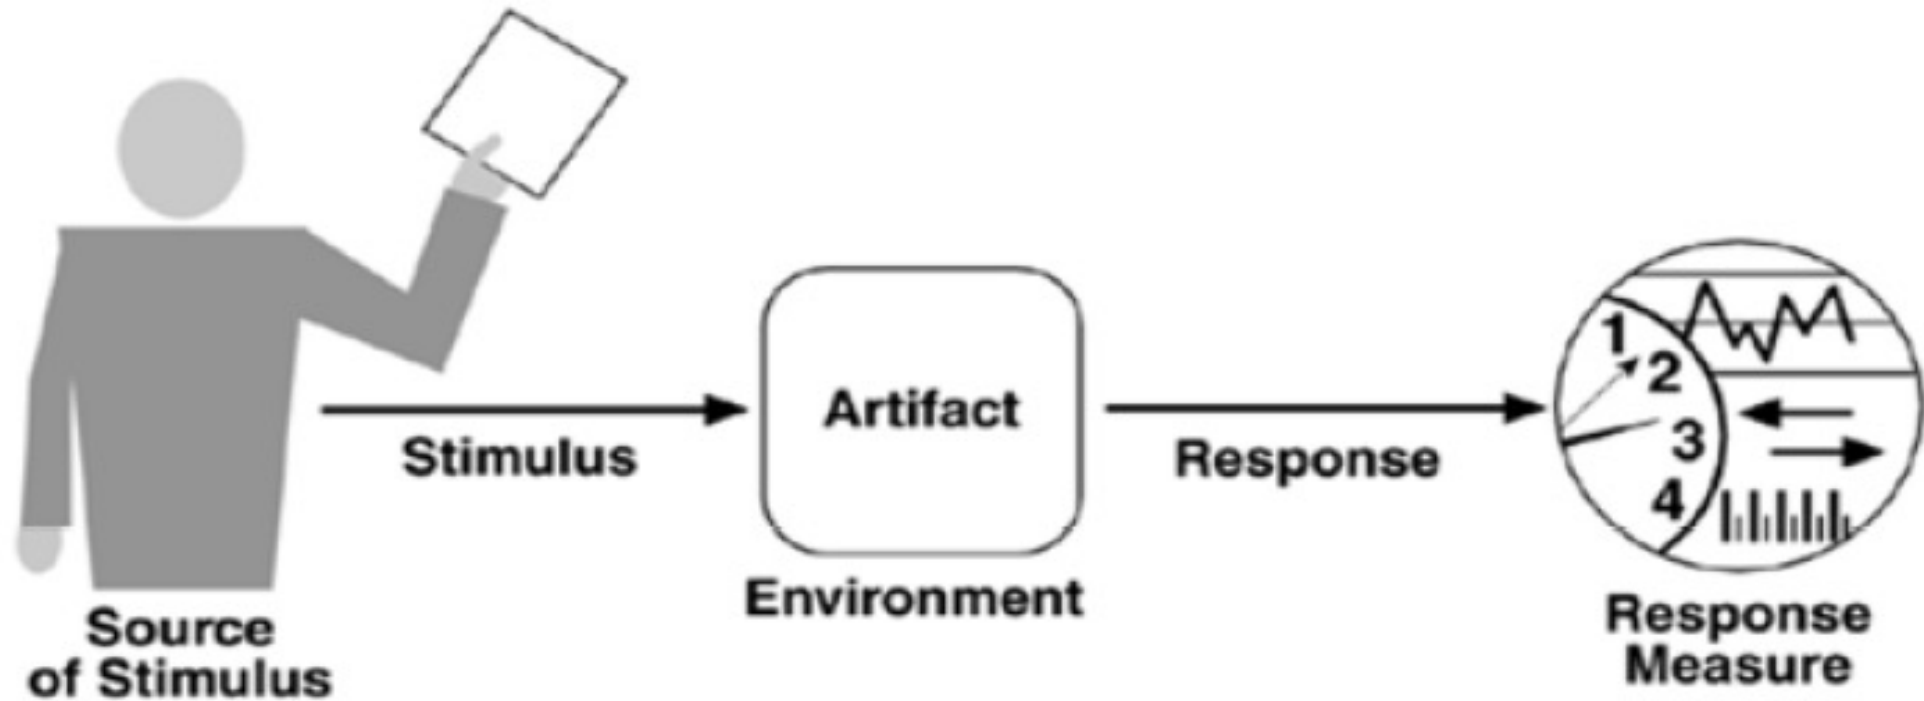 Source
of Stimulus
Stimulus
Artifact
Environment
Response
1
2
3
4
Response
Measure